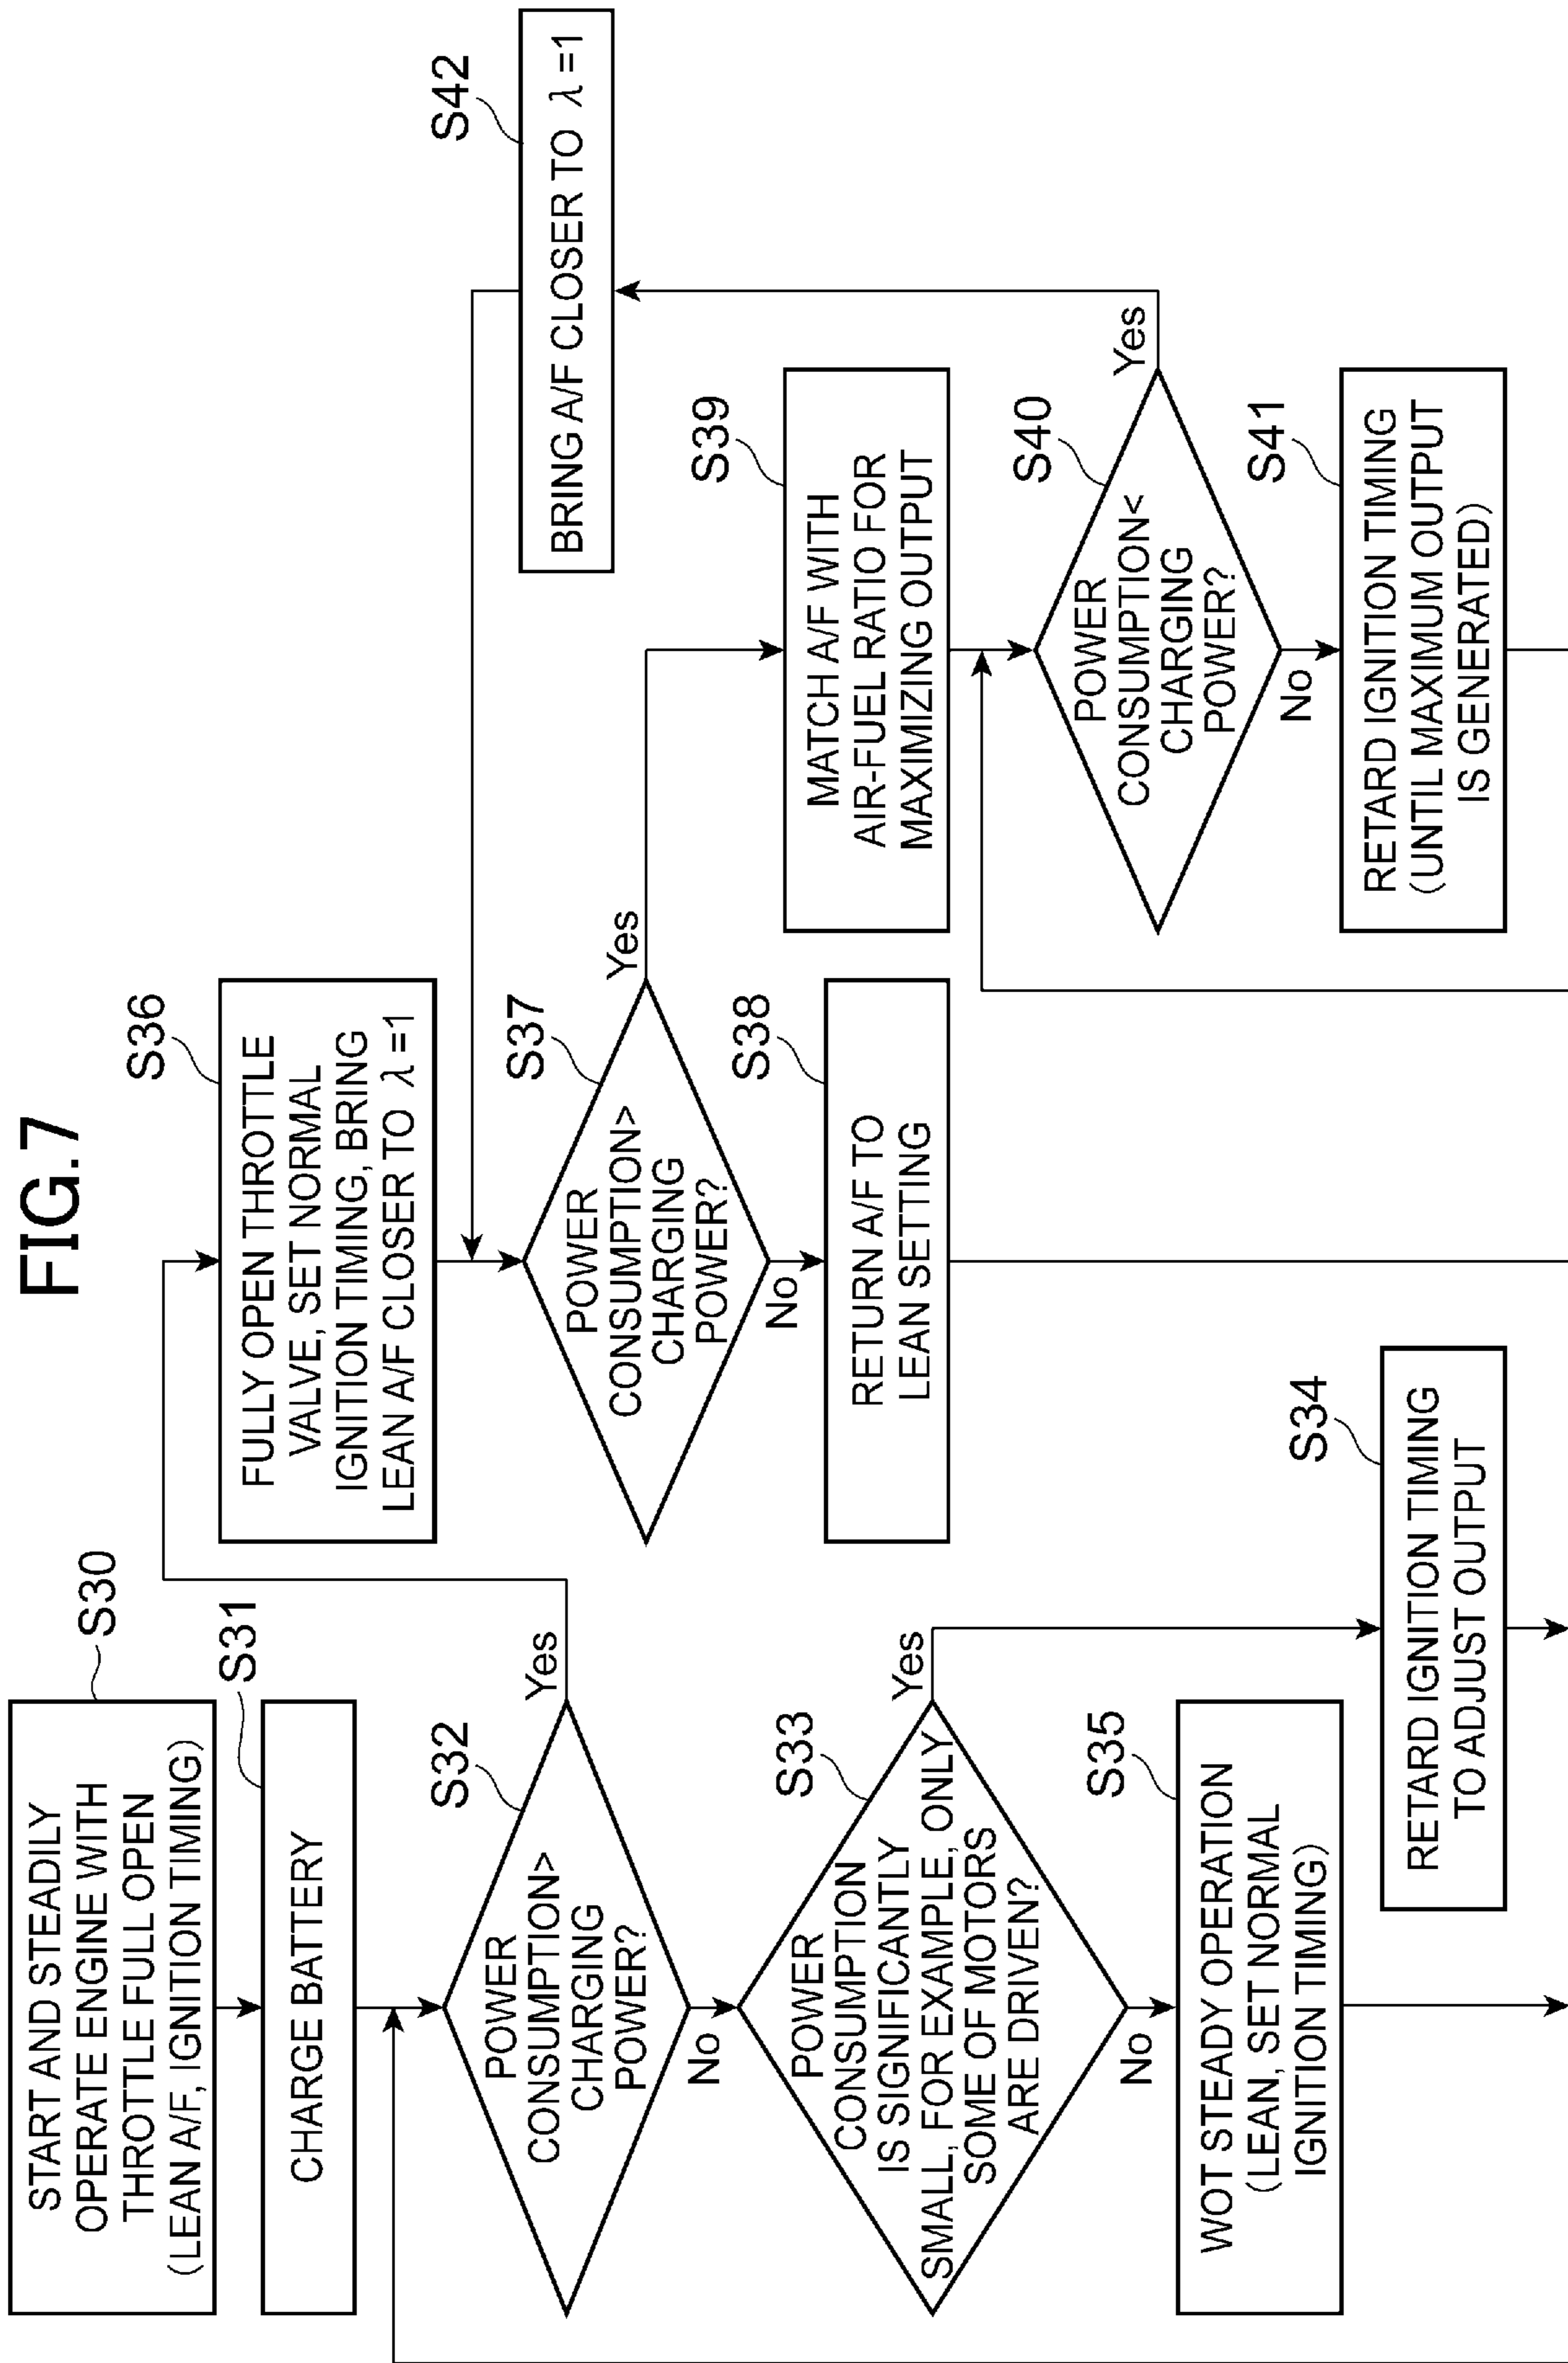 FIG.7
S30
START AND STEADILY
OPERATE ENGINE WITH
THROTTLE FULL OPEN
(LEAN A/F, IGNITION TIMING)
S31
CHARGE BATTERY
S32
POWER
CONSUMPTION>
CHARGING
POWER?
Yes
No
S33
POWER
CONSUMPTION
IS SIGNIFICANTLY
SMALL, FOR EXAMPLE, ONLY
SOME OF MOTORS
ARE DRIVEN?
Yes
No
S35
WOT STEADY OPERATION
(LEAN, SET NORMAL
IGNITION TIMING)
S34
RETARD IGNITION TIMING
TO ADJUST OUTPUT
S36
FULLY OPEN THROTTLE
VALVE, SET NORMAL
IGNITION TIMING, BRING
LEAN A/F CLOSER TO λ =1
S37
POWER
CONSUMPTION>
CHARGING
POWER?
Yes
No
S38
RETURN A/F TO
LEAN SETTING
S39
MATCH A/F WITH
AIR-FUEL RATIO FOR
MAXIMIZING OUTPUT
S40
POWER
CONSUMPTION<
CHARGING
POWER?
Yes
No
S41
RETARD IGNITION TIMING
(UNTIL MAXIMUM OUTPUT
IS GENERATED)
S42
BRING A/F CLOSER TO λ =1